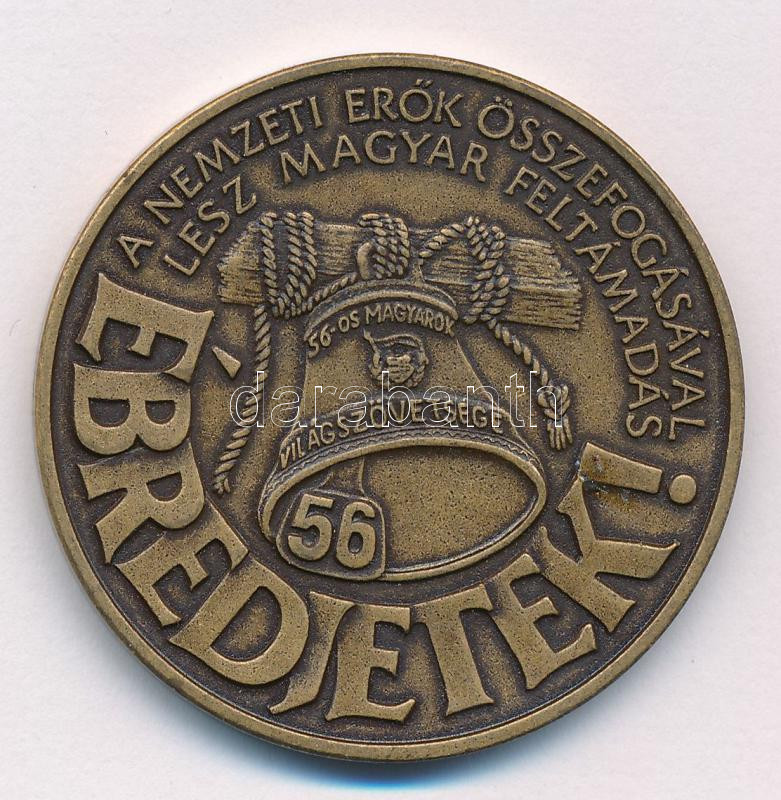 A NEMZETI ERŐK ÖSSZEFOGÁSÁVAL
LESZ MAGYAR FELTÁMADÁS
56-OS MAGYAROK
VILÁGSZÖVETSÉGE
56
ÉBREDJETEK!
darabanth